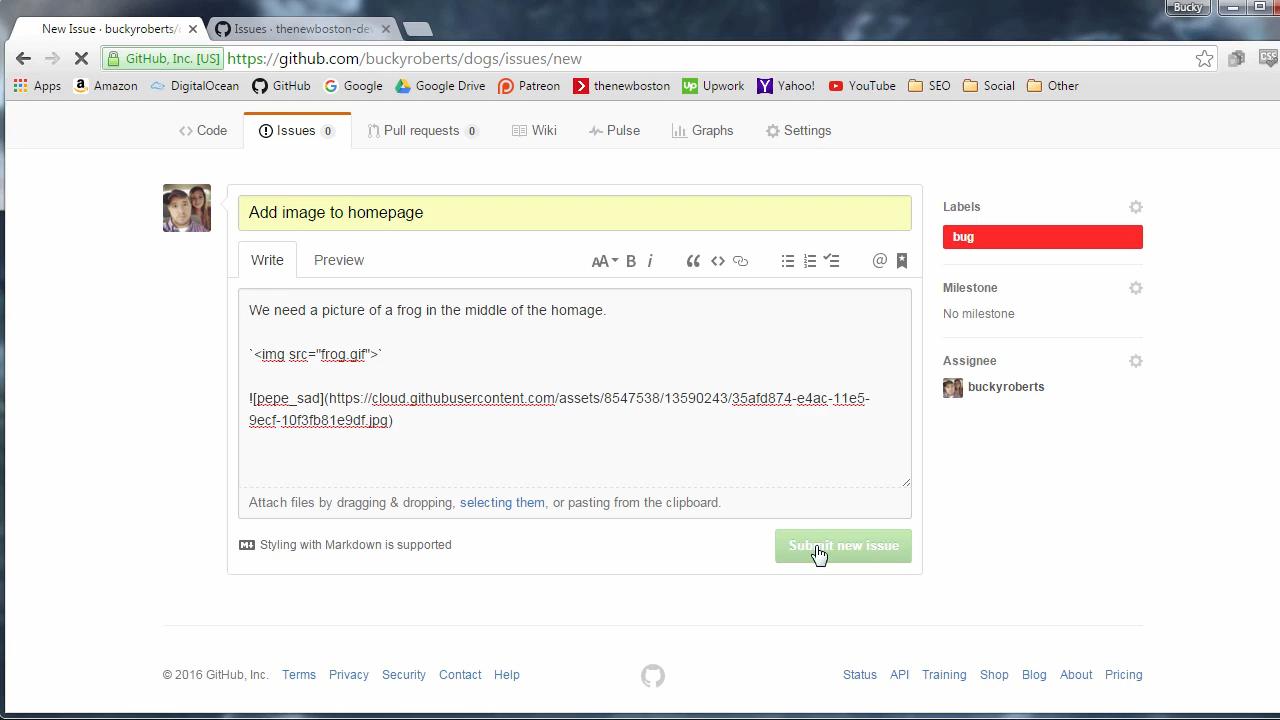 Bucky
New Issue · buckyroberts/
Issues · thenewboston-de
GitHub, Inc. [US] https://github.com/buckyroberts/dogs/issues/new
Apps Amazon DigitalOcean GitHub Google Google Drive Patreon thenewboston Upwork Yahoo! YouTube SEO Social Other
Code Issues 0 Pull requests 0 Wiki Pulse Graphs Settings
Add image to homepage
Write Preview
AA B i
We need a picture of a frog in the middle of the homage.
`<img src="frog.gif">`
![pepe_sad](https://cloud.githubusercontent.com/assets/8547538/13590243/35afd874-e4ac-11e5-
9ecf-10f3fb81e9df.jpg)
Attach files by dragging & dropping, selecting them, or pasting from the clipboard.
Styling with Markdown is supported
Submit new issue
Labels
bug
Milestone
No milestone
Assignee
buckyroberts
© 2016 GitHub, Inc. Terms Privacy Security Contact Help
Status API Training Shop Blog About Pricing